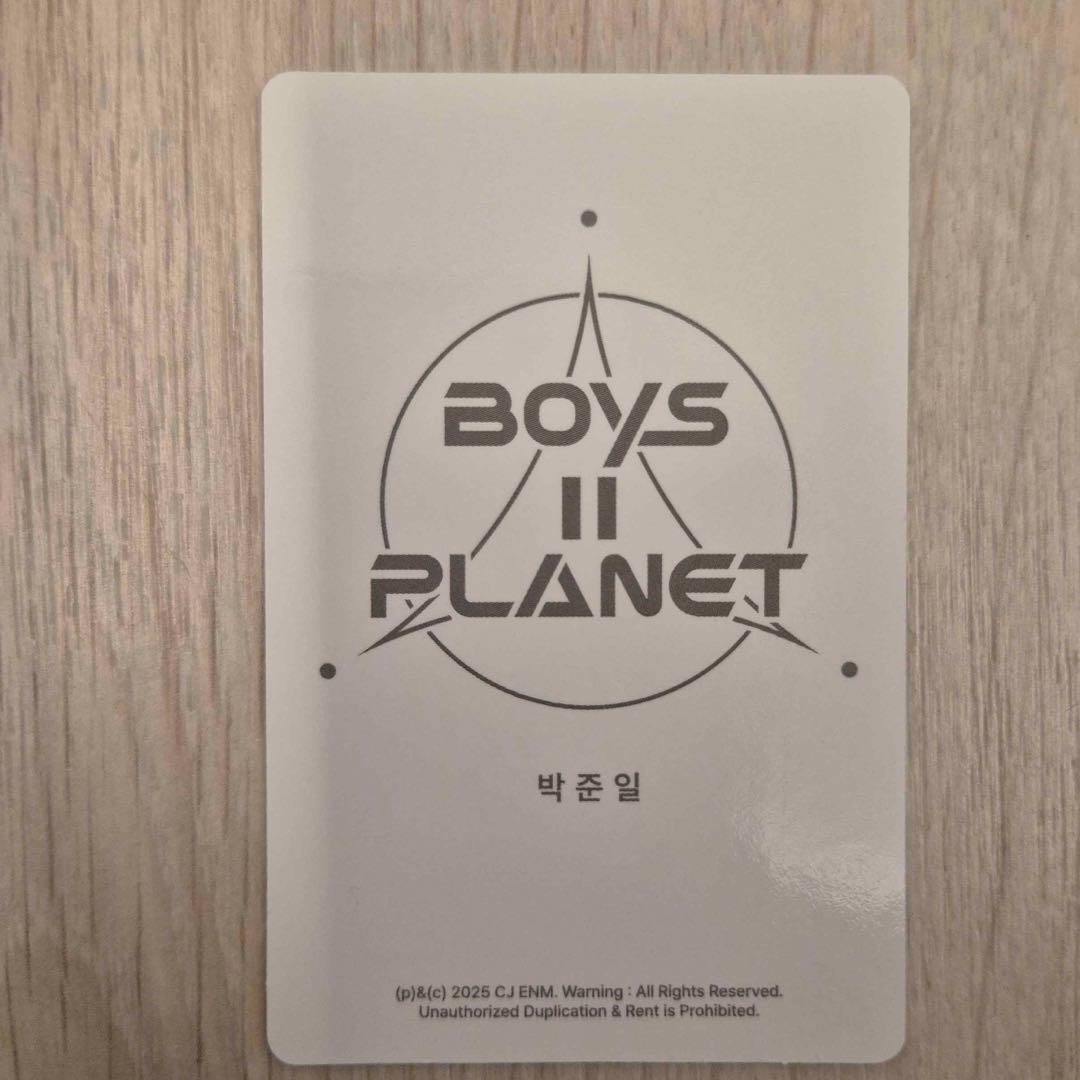 BOYS
II
PLANET
박준일
(p)&(c) 2025 CJ ENM. Warning : All Rights Reserved.
Unauthorized Duplication & Rent is Prohibited.